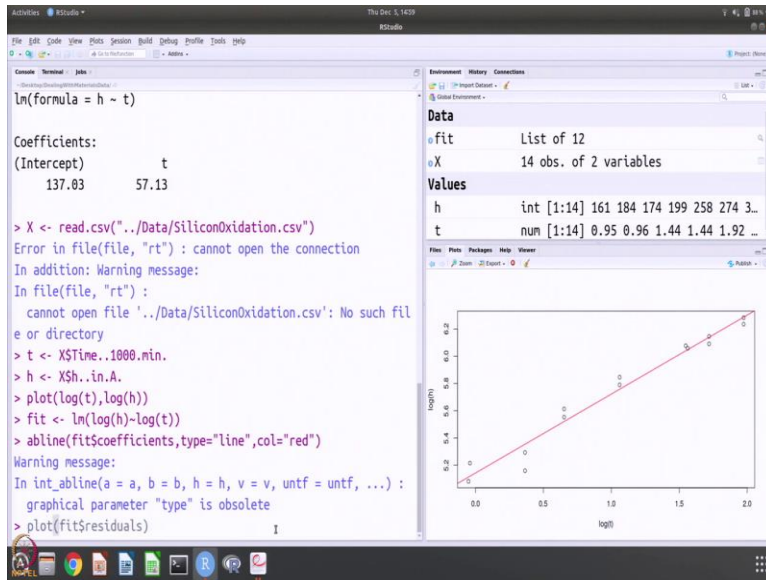 Activities RStudio Thu Dec 3, 14:59
RStudio
File Edit Code View Plots Session Build Debug Profile Tools Help
Go to file/function Addins
Console Terminal Jobs
lm(formula = h ~ t)
Coefficients:
(Intercept) t
137.03 57.13
> X <- read.csv("../Data/SiliconOxidation.csv")
Error in file(file, "rt") : cannot open the connection
In addition: Warning message:
In file(file, "rt") :
cannot open file '../Data/SiliconOxidation.csv': No such fil
e or directory
> t <- X$Time..1000.min.
> h <- X$h..in.A.
> plot(log(t),log(h))
> fit <- lm(log(h)~log(t))
> abline(fit$coefficients,type="line",col="red")
Warning message:
In int_abline(a = a, b = b, h = h, v = v, untf = untf, ...) :
graphical parameter "type" is obsolete
> plot(fit$residuals)
Environment History Connections
Import Dataset List
Global Environment
Data
fit List of 12
X 14 obs. of 2 variables
Values
h int [1:14] 161 184 174 199 258 274 3...
t num [1:14] 0.95 0.96 1.44 1.44 1.92 ...
Files Plots Packages Help Viewer
Zoom Export Publish
log(h)
5.2 5.4 5.6 5.8 6.0 6.2
0.0 0.5 1.0 1.5 2.0
log(t)